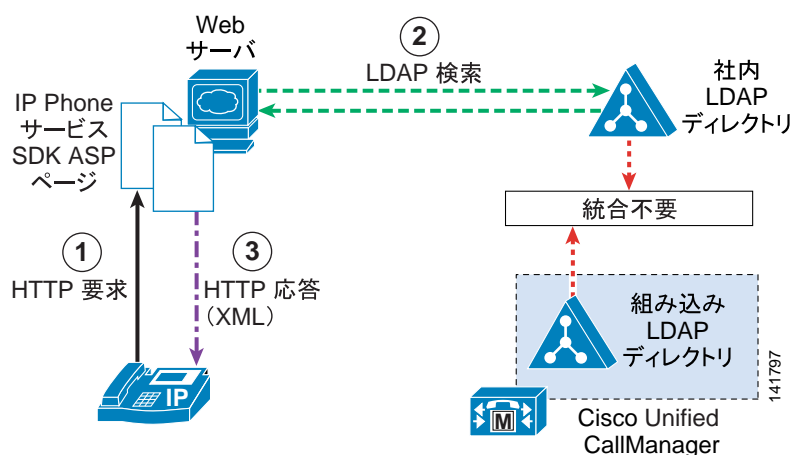 Web
サーバ
2
LDAP 検索
社内
LDAP
ディレクトリ
IP Phone
サービス
SDK ASP
ページ
統合不要
1
HTTP 要求
3
HTTP 応答
（XML）
組み込み
LDAP
ディレクトリ
IP
M
Cisco Unified
CallManager
141797